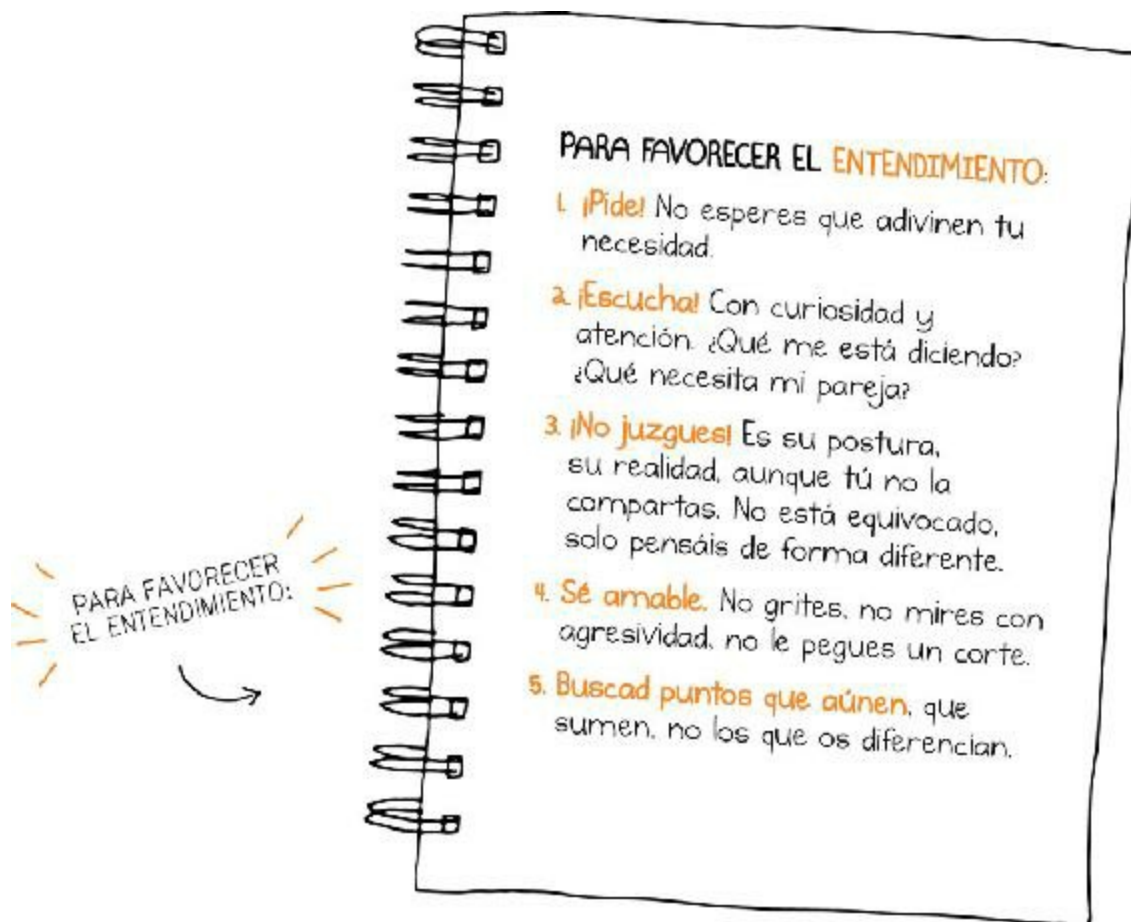 PARA FAVORECER EL ENTENDIMIENTO:
1. ¡Pide! No esperes que adivinen tu
necesidad.
2. ¡Escucha! Con curiosidad y
atención. ¿Qué me está diciendo?
¿Qué necesita mi pareja?
3. ¡No juzgues! Es su postura,
su realidad, aunque tú no la
compartas. No está equivocado,
solo pensáis de forma diferente.
4. Sé amable. No grites, no mires con
agresividad, no le pegues un corte.
5. Buscad puntos que aúnen, que
sumen, no los que os diferencian.
PARA FAVORECER
EL ENTENDIMIENTO: